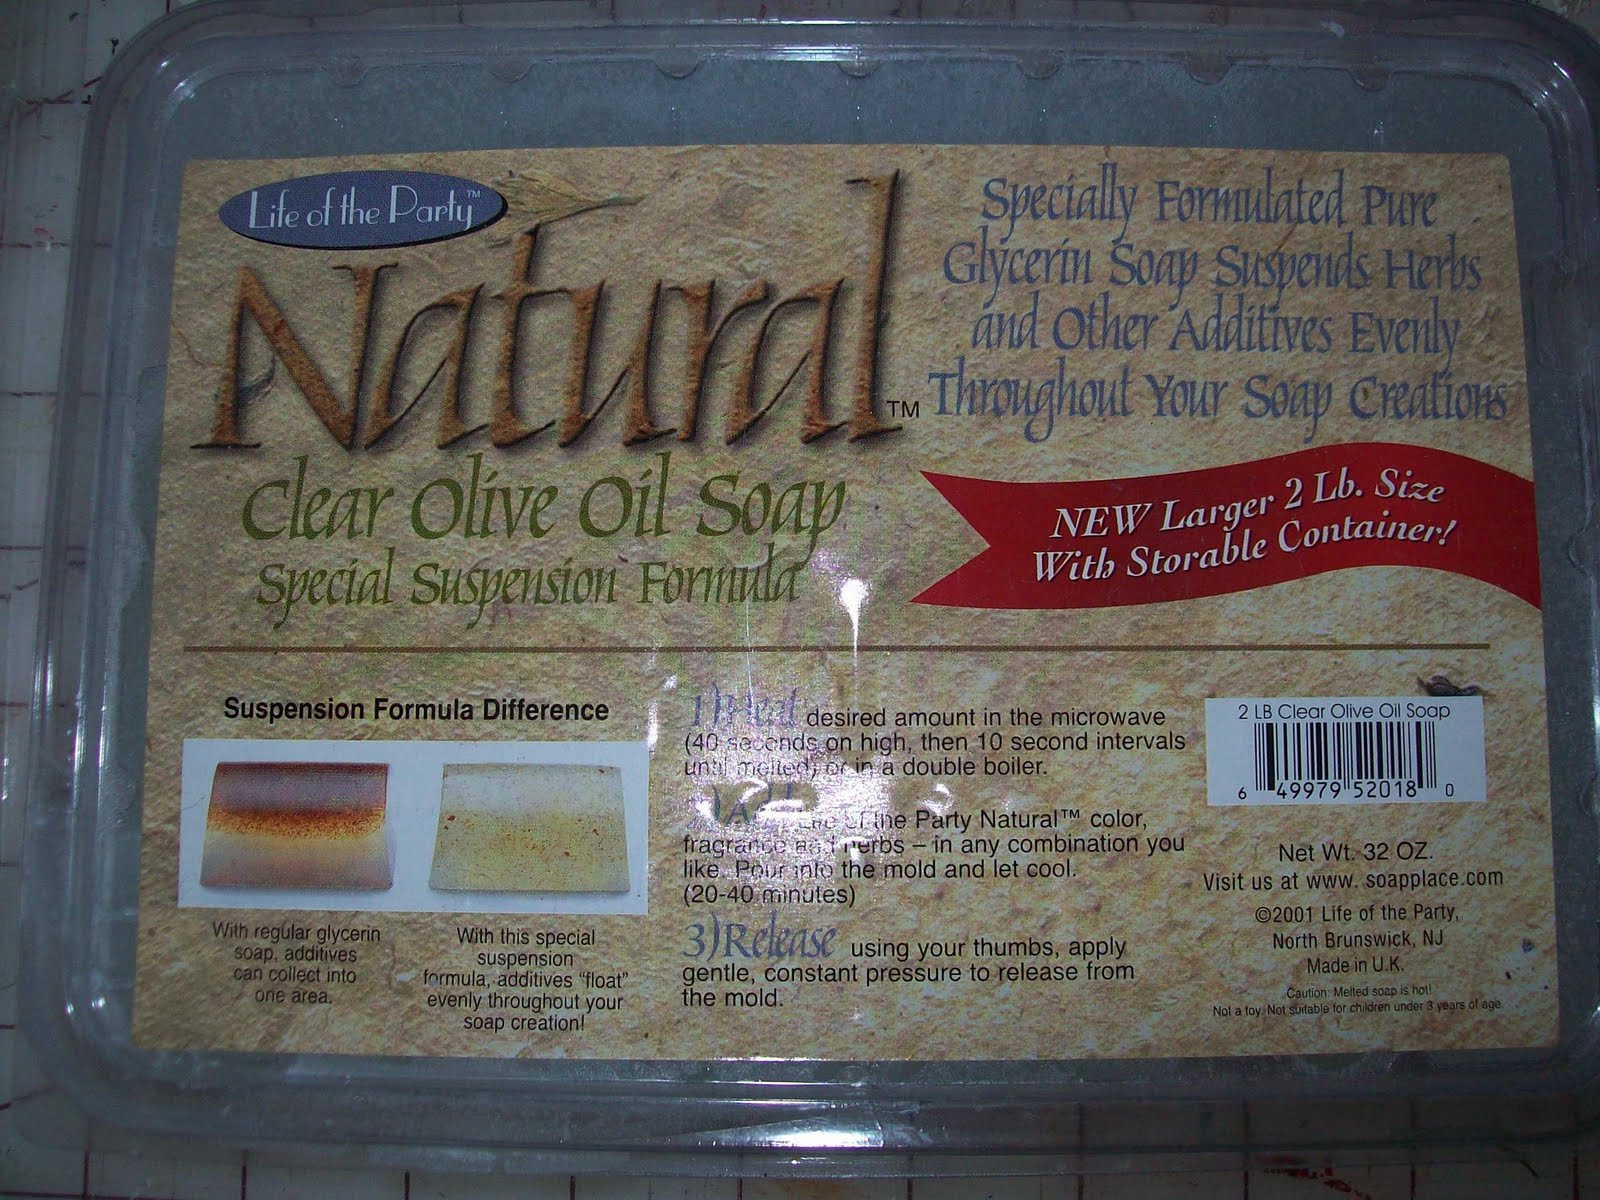 Life of the Party™
Natural™
Clear Olive Oil Soap
Special Suspension Formula
Specially Formulated Pure
Glycerin Soap Suspends Herbs
and Other Additives Evenly
Throughout Your Soap Creations
NEW Larger 2 Lb. Size
With Storable Container!
Suspension Formula Difference
With regular glycerin
soap, additives
can collect into
one area.
With this special
suspension
formula, additives "float"
evenly throughout your
soap creation!
1) Heat desired amount in the microwave
(40 seconds on high, then 10 second intervals
until melted) or in a double boiler.
Life of the Party Natural™ color,
fragrance and herbs – in any combination you
like. Pour into the mold and let cool.
(20-40 minutes)
3) Release using your thumbs, apply
gentle, constant pressure to release from
the mold.
2 LB Clear Olive Oil Soap
6 49979 52018 0
Net Wt. 32 OZ.
Visit us at www. soapplace.com
©2001 Life of the Party,
North Brunswick, NJ
Made in U.K.
Caution: Melted soap is hot!
Not a toy. Not suitable for children under 3 years of age.